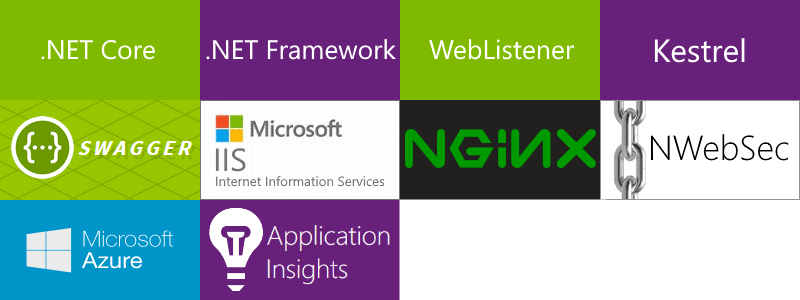 .NET Core
.NET Framework
WebListener
Kestrel
{···} SWAGGER
Microsoft
IIS
Internet Information Services
NGiNX
NWebSec
Microsoft
Azure
Application
Insights